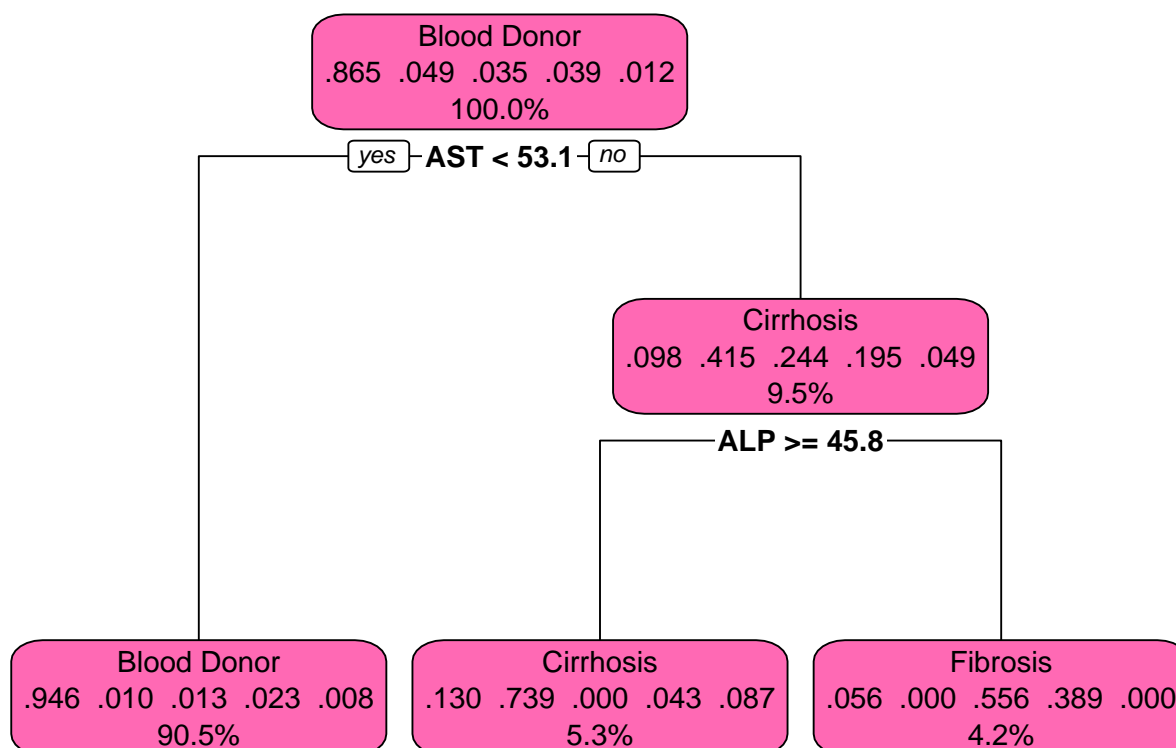 Blood Donor
.865 .049 .035 .039 .012
100.0%
yes AST < 53.1 no
Cirrhosis
.098 .415 .244 .195 .049
9.5%
ALP >= 45.8
Blood Donor
.946 .010 .013 .023 .008
90.5%
Cirrhosis
.130 .739 .000 .043 .087
5.3%
Fibrosis
.056 .000 .556 .389 .000
4.2%